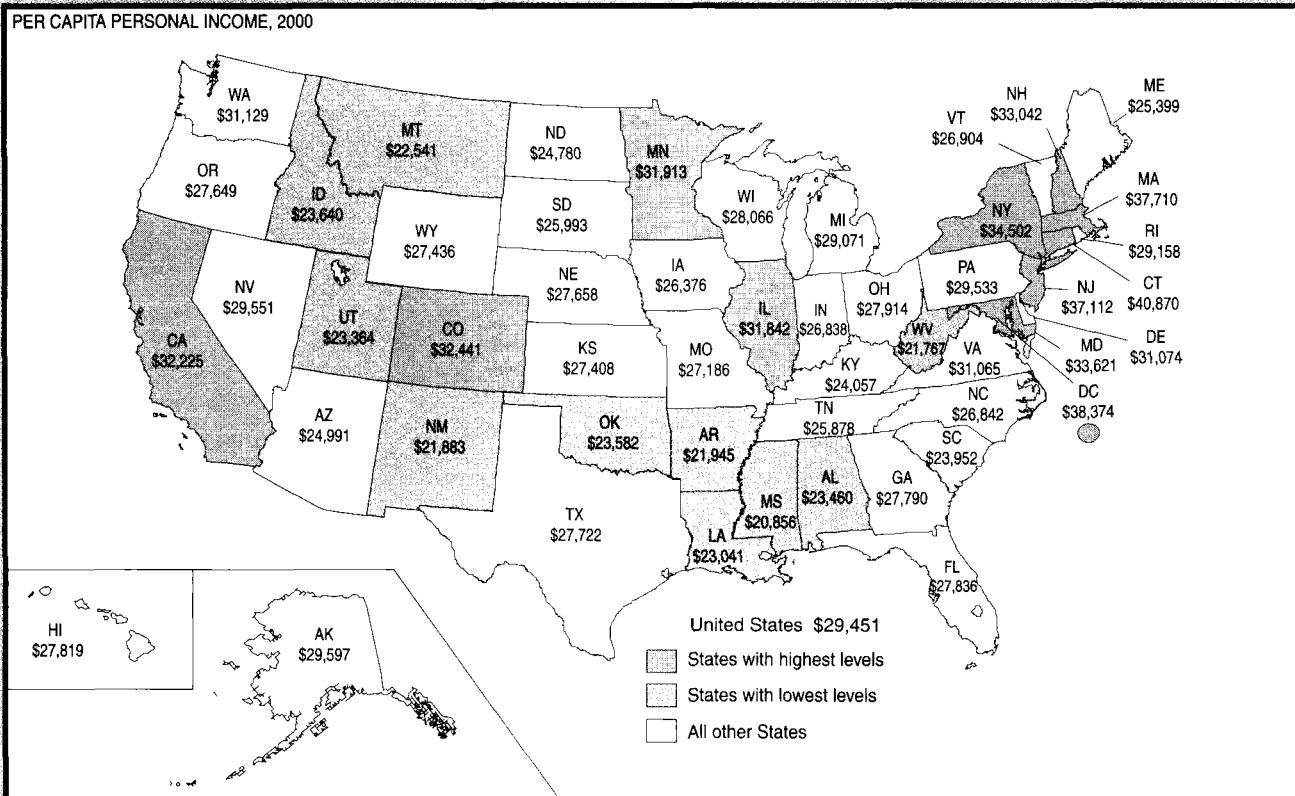 PER CAPITA PERSONAL INCOME, 2000
WA
$31,129
OR
$27,649
CA
$32,225
NV
$29,551
ID
$23,640
MT
$22,541
WY
$27,436
UT
$23,364
CO
$32,441
AZ
$24,991
NM
$21,883
ND
$24,780
SD
$25,993
NE
$27,658
KS
$27,408
OK
$23,582
TX
$27,722
MN
$31,913
IA
$26,376
MO
$27,186
AR
$21,945
LA
$23,041
WI
$28,066
IL
$31,842
MI
$29,071
IN
$26,838
OH
$27,914
KY
$24,057
TN
$25,878
MS
$20,856
AL
$23,460
GA
$27,790
FL
$27,836
SC
$23,952
NC
$26,842
VA
$31,065
WV
$21,767
PA
$29,533
NY
$34,502
VT
$26,904
NH
$33,042
ME
$25,399
MA
$37,710
RI
$29,158
CT
$40,870
NJ
$37,112
DE
$31,074
MD
$33,621
DC
$38,374
HI
$27,819
AK
$29,597
United States $29,451
States with highest levels
States with lowest levels
All other States